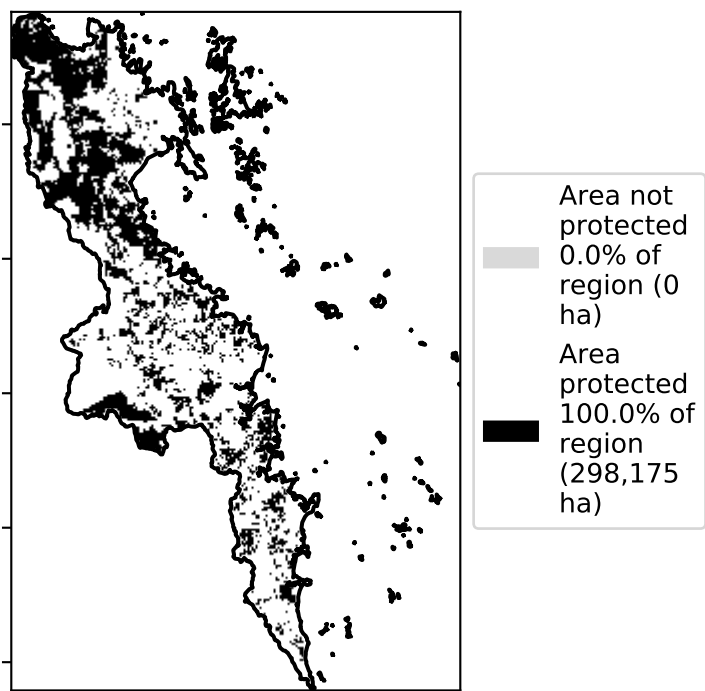 Area not
protected
0.0% of
region (0
ha)
Area
protected
100.0% of
region
(298,175
ha)